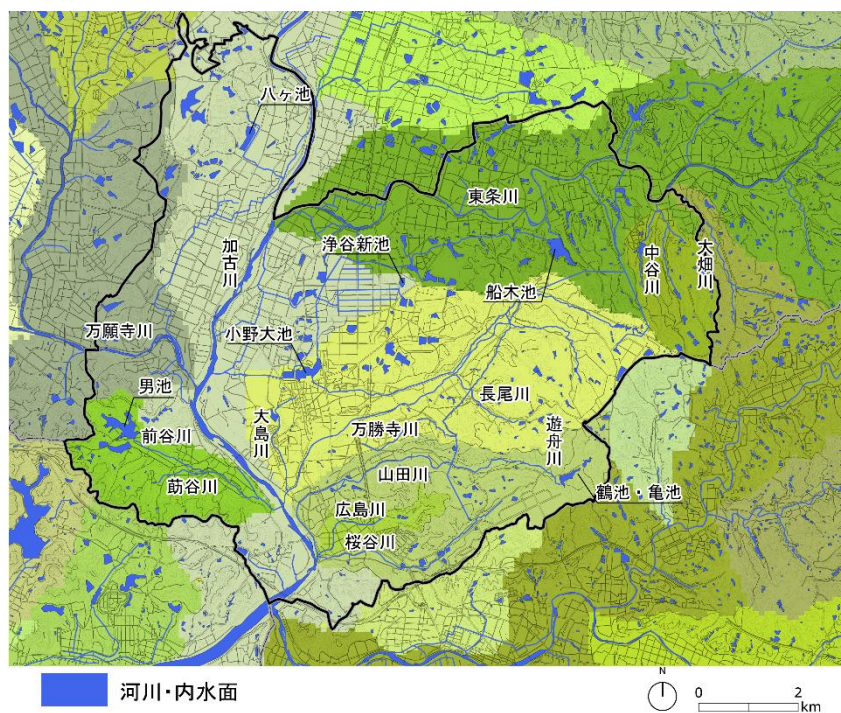 八ヶ池
東条川
加古川
浄谷新池
中谷川
大畑川
船木池
万願寺川
小野大池
男池
長尾川
大島川
前谷川
万勝寺川
遊舟川
山田川
莇谷川
鶴池・亀池
広島川
桜谷川
河川・内水面
N
0 2
km